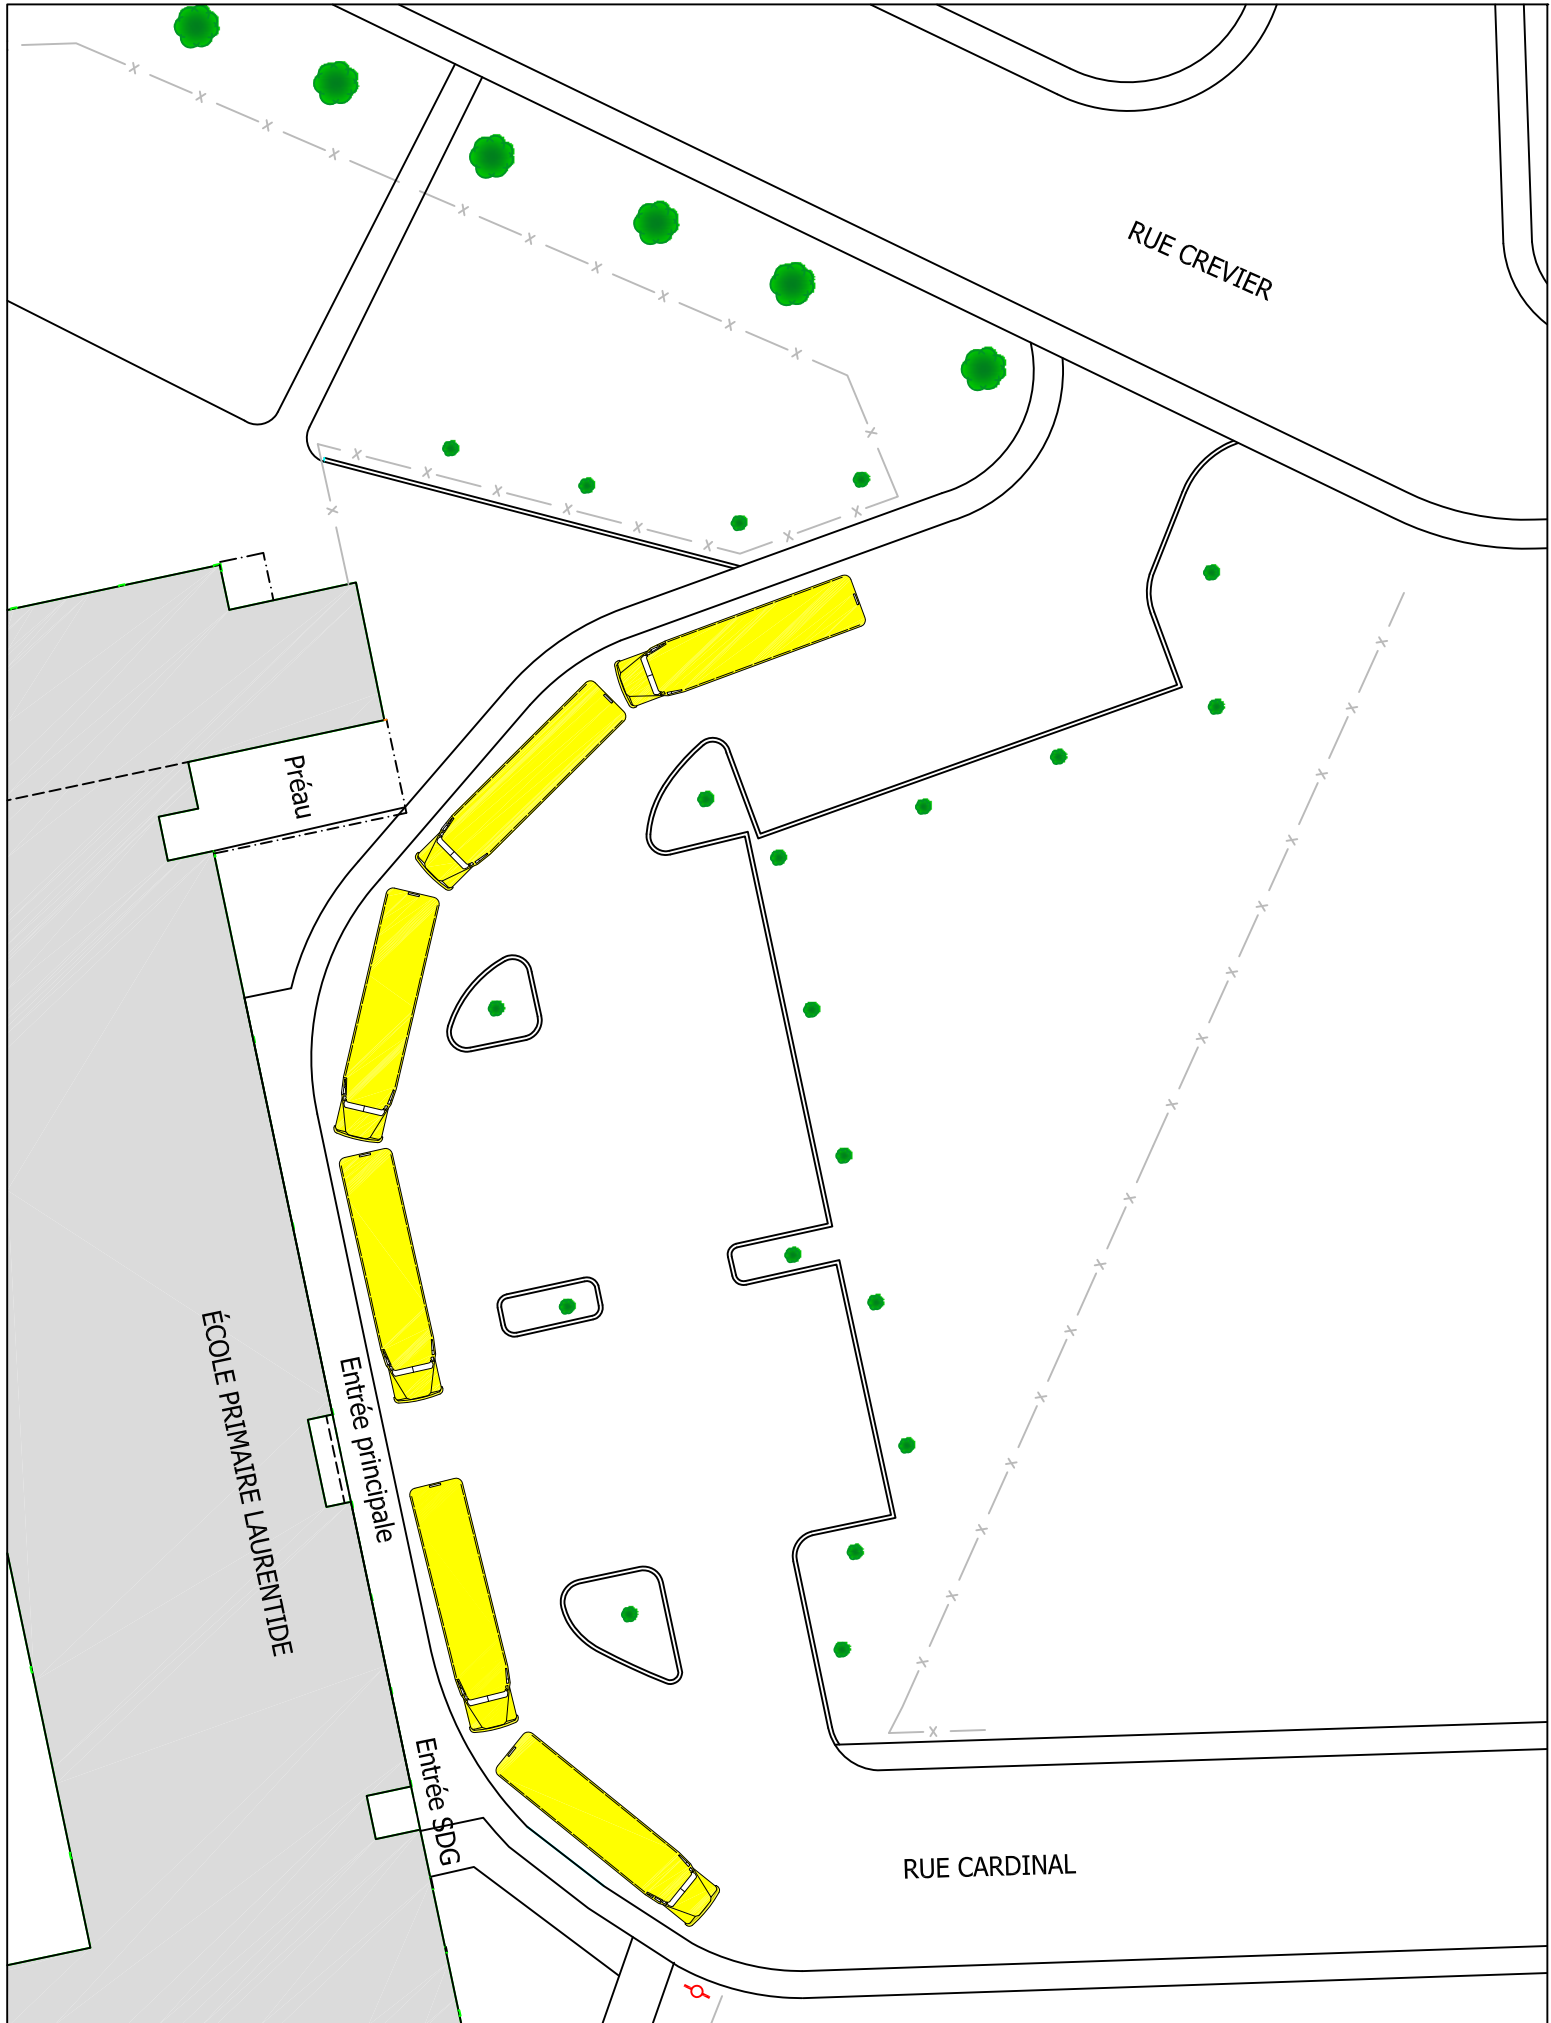 RUE CREVIER
Préau
ÉCOLE PRIMAIRE LAURENTIDE
Entrée principale
Entrée SDG
RUE CARDINAL